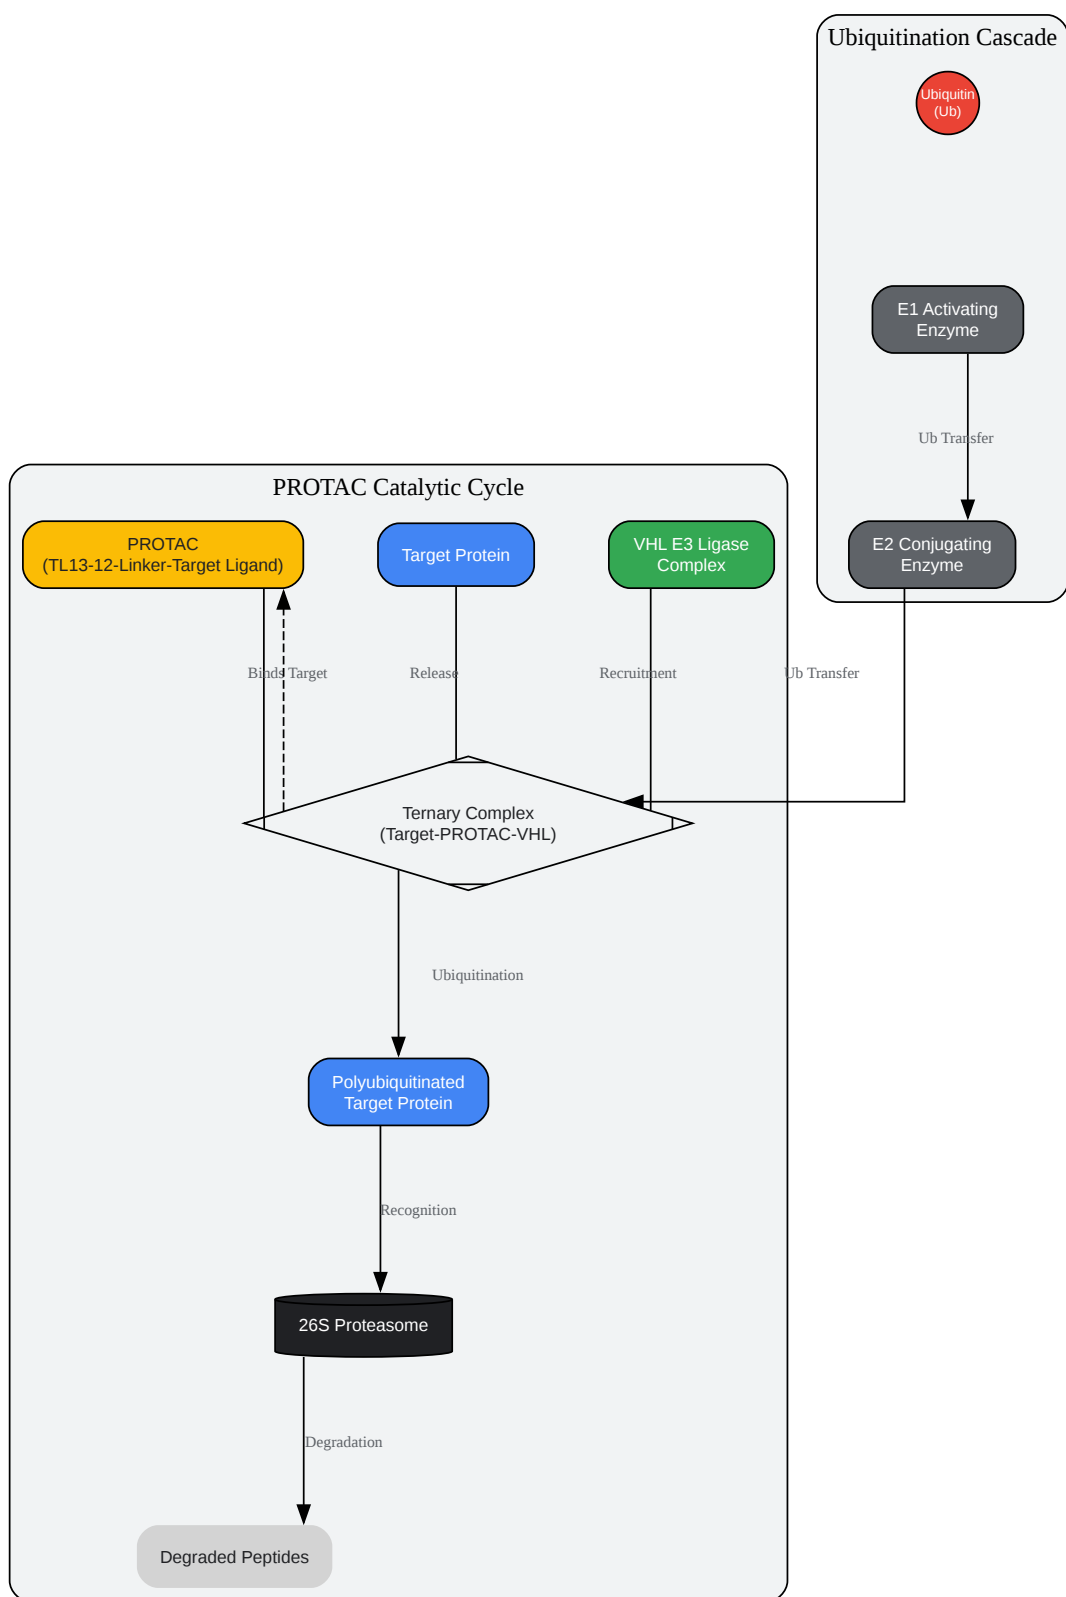 Ubiquitination Cascade
Ubiquitin
(Ub)
E1 Activating
Enzyme
Ub Transfer
PROTAC Catalytic Cycle
PROTAC
(TL13-12-Linker-Target Ligand)
Target Protein
VHL E3 Ligase
Complex
E2 Conjugating
Enzyme
Binds Target
Release
Recruitment
Ub Transfer
Ternary Complex
(Target-PROTAC-VHL)
Ubiquitination
Polyubiquitinated
Target Protein
Recognition
26S Proteasome
Degradation
Degraded Peptides